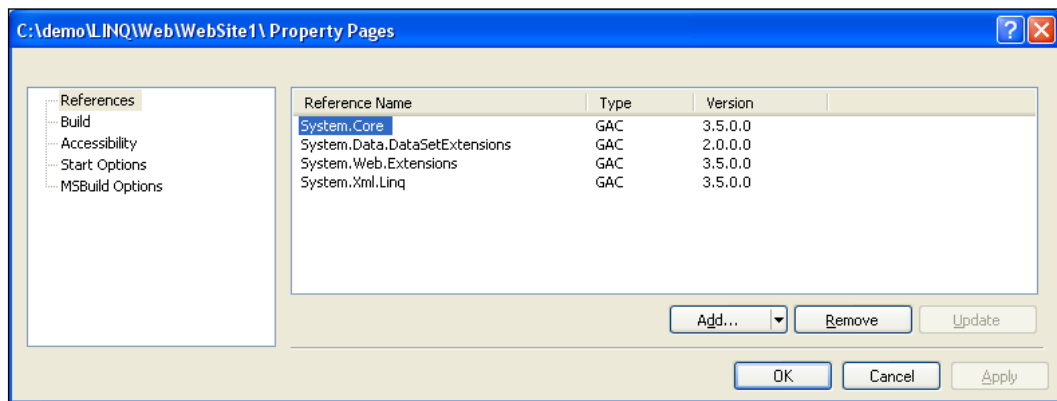 C:\demo\LINQ\Web\WebSite1\ Property Pages
References
Build
Accessibility
Start Options
MSBuild Options
Reference Name Type Version
System.Core GAC 3.5.0.0
System.Data.DataSetExtensions GAC 2.0.0.0
System.Web.Extensions GAC 3.5.0.0
System.Xml.Linq GAC 3.5.0.0
Add... Remove Update
OK Cancel Apply